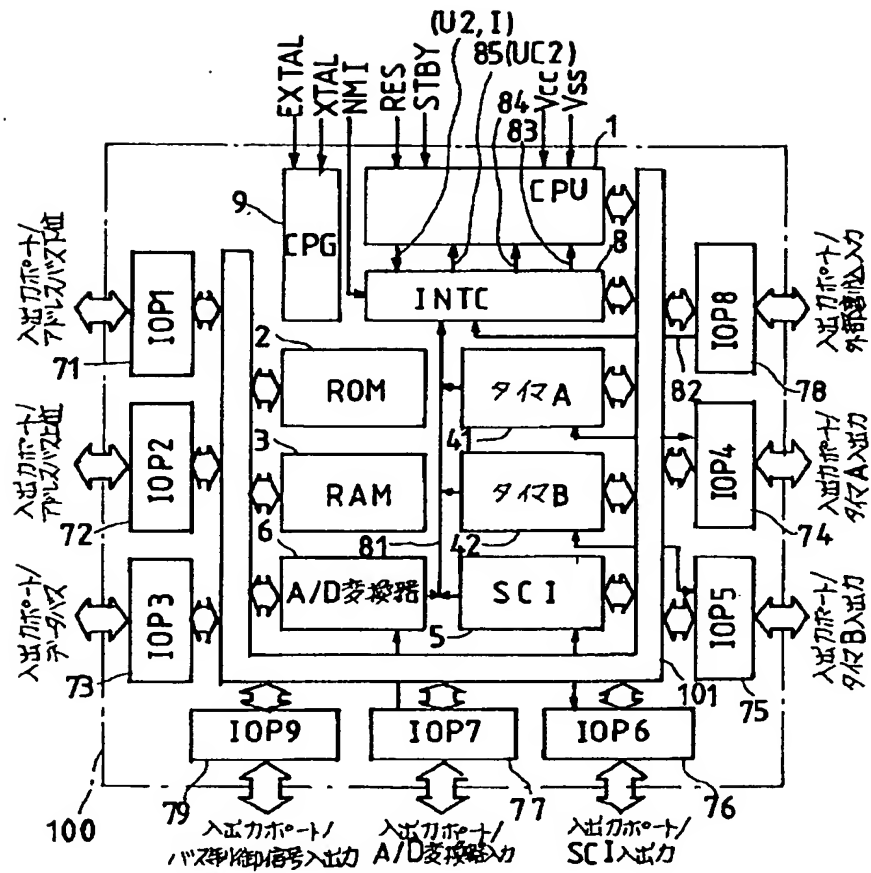 (U2,I)
85(UC2)
84
83
EXTAL
XTAL
NMI
RES
STBY
VCC
VSS
1
CPU
9
CPG
8
INTC
入出力ポート/
アドレスバス下位
IOP1
71
入出力ポート/
アドレスバス上位
IOP2
72
入出力ポート/
データバス
IOP3
73
2
ROM
3
RAM
6
A/D変換器
81
タイマA
41
タイマB
42
SCI
5
82
IOP8
78
入出力ポート/
外部割込入力
IOP4
74
入出力ポート/
タイマA入出力
IOP5
75
入出力ポート/
タイマB入出力
101
IOP9
79
IOP7
77
IOP6
76
100
入出力ポート/
バス制御信号入出力
入出力ポート/
A/D変換器入力
入出力ポート/
SCI入出力